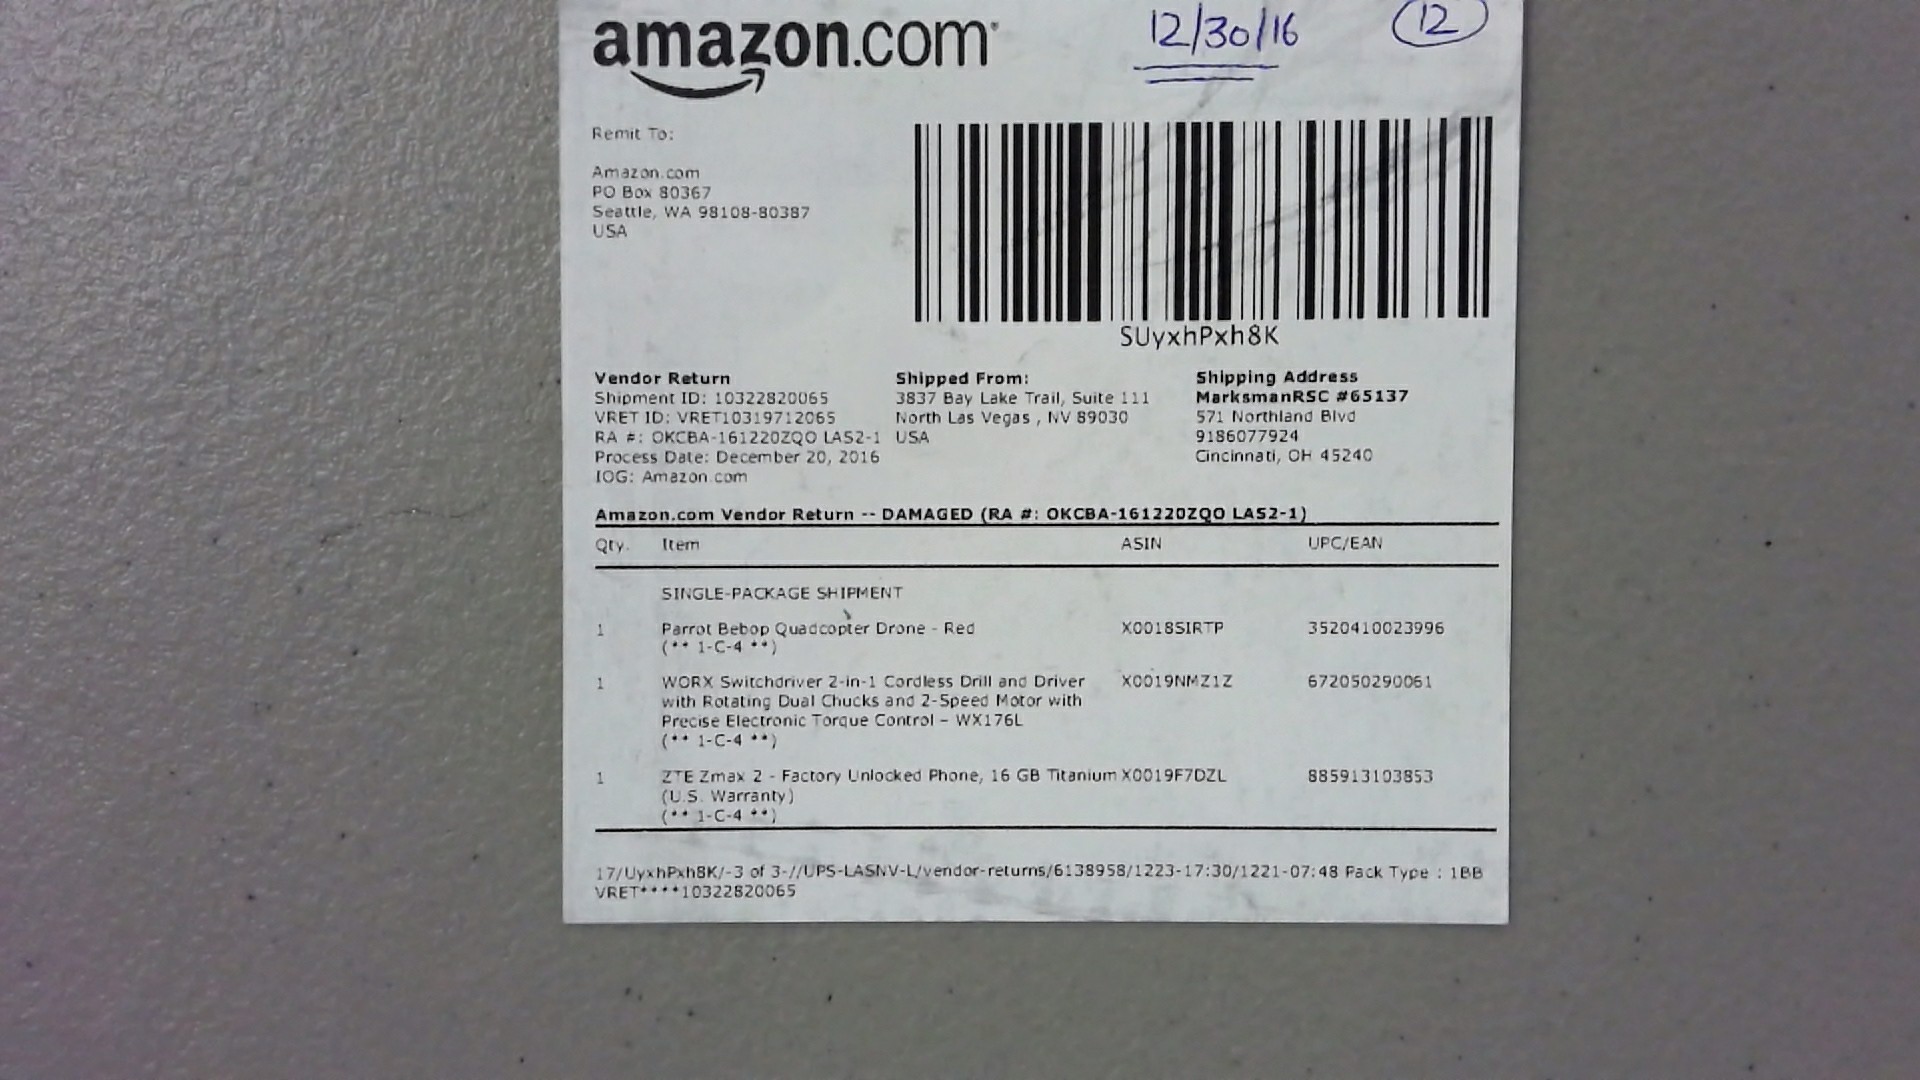 amazon.com
12/30/16
12
Remit To:
Amazon.com
PO Box 80367
Seattle, WA 98108-80387
USA
SUyxhPxh8K
Vendor Return
Shipment ID: 10322820065
VRET ID: VRET10319712065
RA #: OKCBA-161220ZQO LAS2-1
Process Date: December 20, 2016
IOG: Amazon.com
Shipped From:
3837 Bay Lake Trail, Suite 111
North Las Vegas , NV 89030
USA
Shipping Address
MarksmanRSC #65137
571 Northland Blvd
9186077924
Cincinnati, OH 45240
Amazon.com Vendor Return -- DAMAGED (RA #: OKCBA-161220ZQO LAS2-1)
Qty. Item ASIN UPC/EAN
SINGLE-PACKAGE SHIPMENT
1 Parrot Bebop Quadcopter Drone - Red X0018SIRTP 3520410023996
(** 1-C-4 **)
1 WORX Switchdriver 2-in-1 Cordless Drill and Driver X0019NMZ1Z 672050290061
with Rotating Dual Chucks and 2-Speed Motor with
Precise Electronic Torque Control – WX176L
(** 1-C-4 **)
1 ZTE Zmax 2 - Factory Unlocked Phone, 16 GB Titanium X0019F7DZL 885913103853
(U.S. Warranty)
(** 1-C-4 **)
17/UyxhPxh8K/-3 of 3-//UPS-LASNV-L/vendor-returns/6138958/1223-17:30/1221-07:48 Pack Type : 1BB
VRET****10322820065